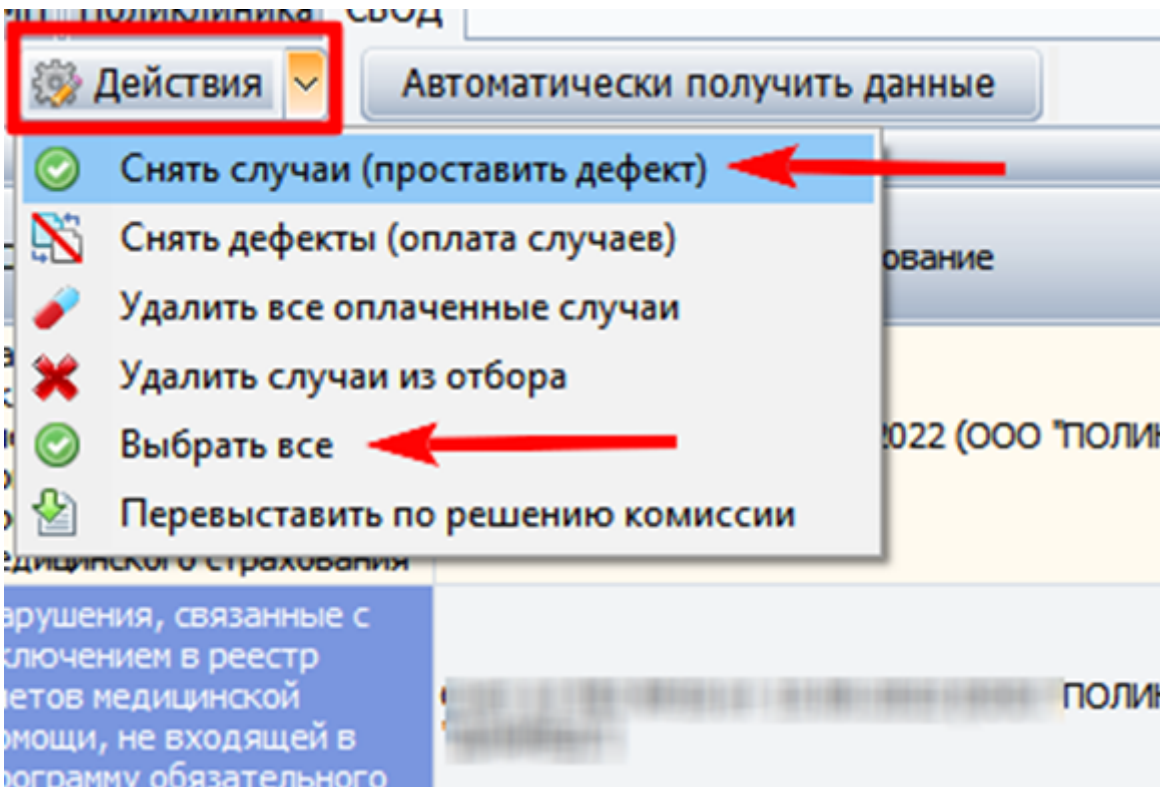 Поликлиника СВОД
Действия Автоматически получить данные
Снять случаи (проставить дефект)
Снять дефекты (оплата случаев)
ование
Удалить все оплаченные случаи
Удалить случаи из отбора
Выбрать все
2022 (ООО "ПОЛИ
Перевыставить по решению комиссии
едицинского страхования
арушения, связанные с
ключением в реестр
четов медицинской
ПОЛИ
омощи, не входящей в
рограмму обязательного